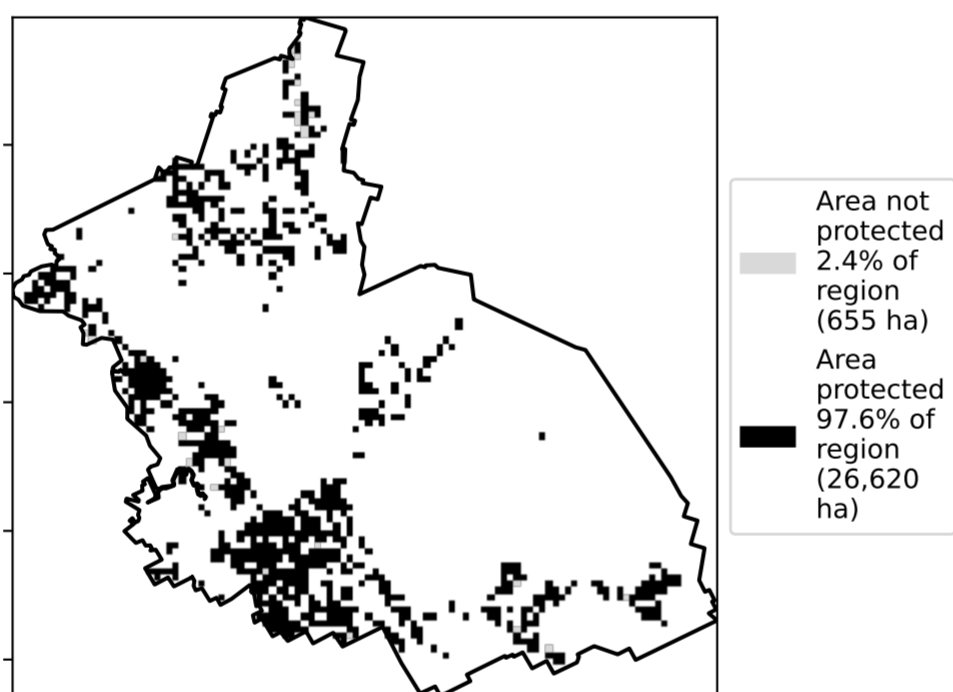 Area not
protected
2.4% of
region
(655 ha)
Area
protected
97.6% of
region
(26,620
ha)